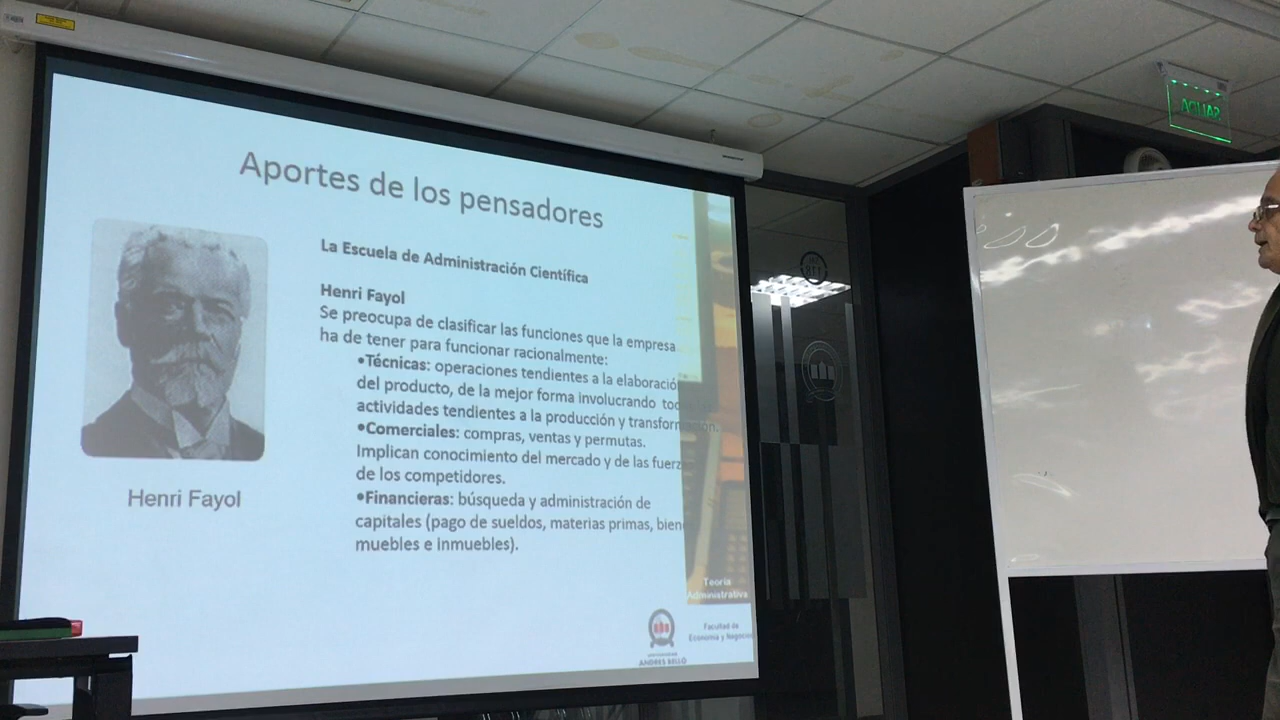 Aportes de los pensadores
La Escuela de Administración Científica
Henri Fayol
Se preocupa de clasificar las funciones que la empresa
ha de tener para funcionar racionalmente:
•Técnicas: operaciones tendientes a la elaboració
del producto, de la mejor forma involucrando
actividades tendientes a la producción y
•Comerciales: compras, ventas y permutas.
Implican conocimiento del mercado y de las fuerz
de los competidores.
•Financieras: búsqueda y administración de
capitales (pago de sueldos, materias primas, bien
muebles e inmuebles).
Henri Fayol
Teoría
Administrativa
Facultad de
Economía y Negocios
ANDRES BELLO
SALIDA